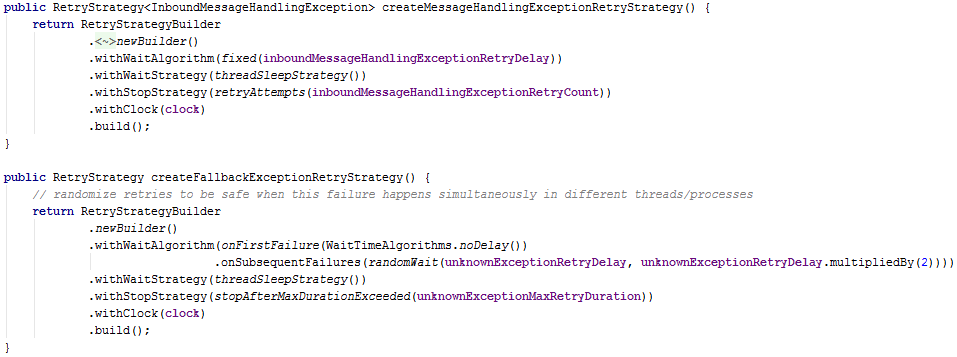 public RetryStrategy<InboundMessageHandlingException> createMessageHandlingExceptionRetryStrategy() {
    return RetryStrategyBuilder
            .<~>newBuilder()
            .withWaitAlgorithm(fixed(inboundMessageHandlingExceptionRetryDelay))
            .withWaitStrategy(threadSleepStrategy())
            .withStopStrategy(retryAttempts(inboundMessageHandlingExceptionRetryCount))
            .withClock(clock)
            .build();
}

public RetryStrategy createFallbackExceptionRetryStrategy() {
    // randomize retries to be safe when this failure happens simultaneously in different threads/processes
    return RetryStrategyBuilder
            .newBuilder()
            .withWaitAlgorithm(onFirstFailure(WaitTimeAlgorithms.noDelay())
                              .onSubsequentFailures(randomWait(unknownExceptionRetryDelay, unknownExceptionRetryDelay.multipliedBy(2))))
            .withWaitStrategy(threadSleepStrategy())
            .withStopStrategy(stopAfterMaxDurationExceeded(unknownExceptionMaxRetryDuration))
            .withClock(clock)
            .build();
}